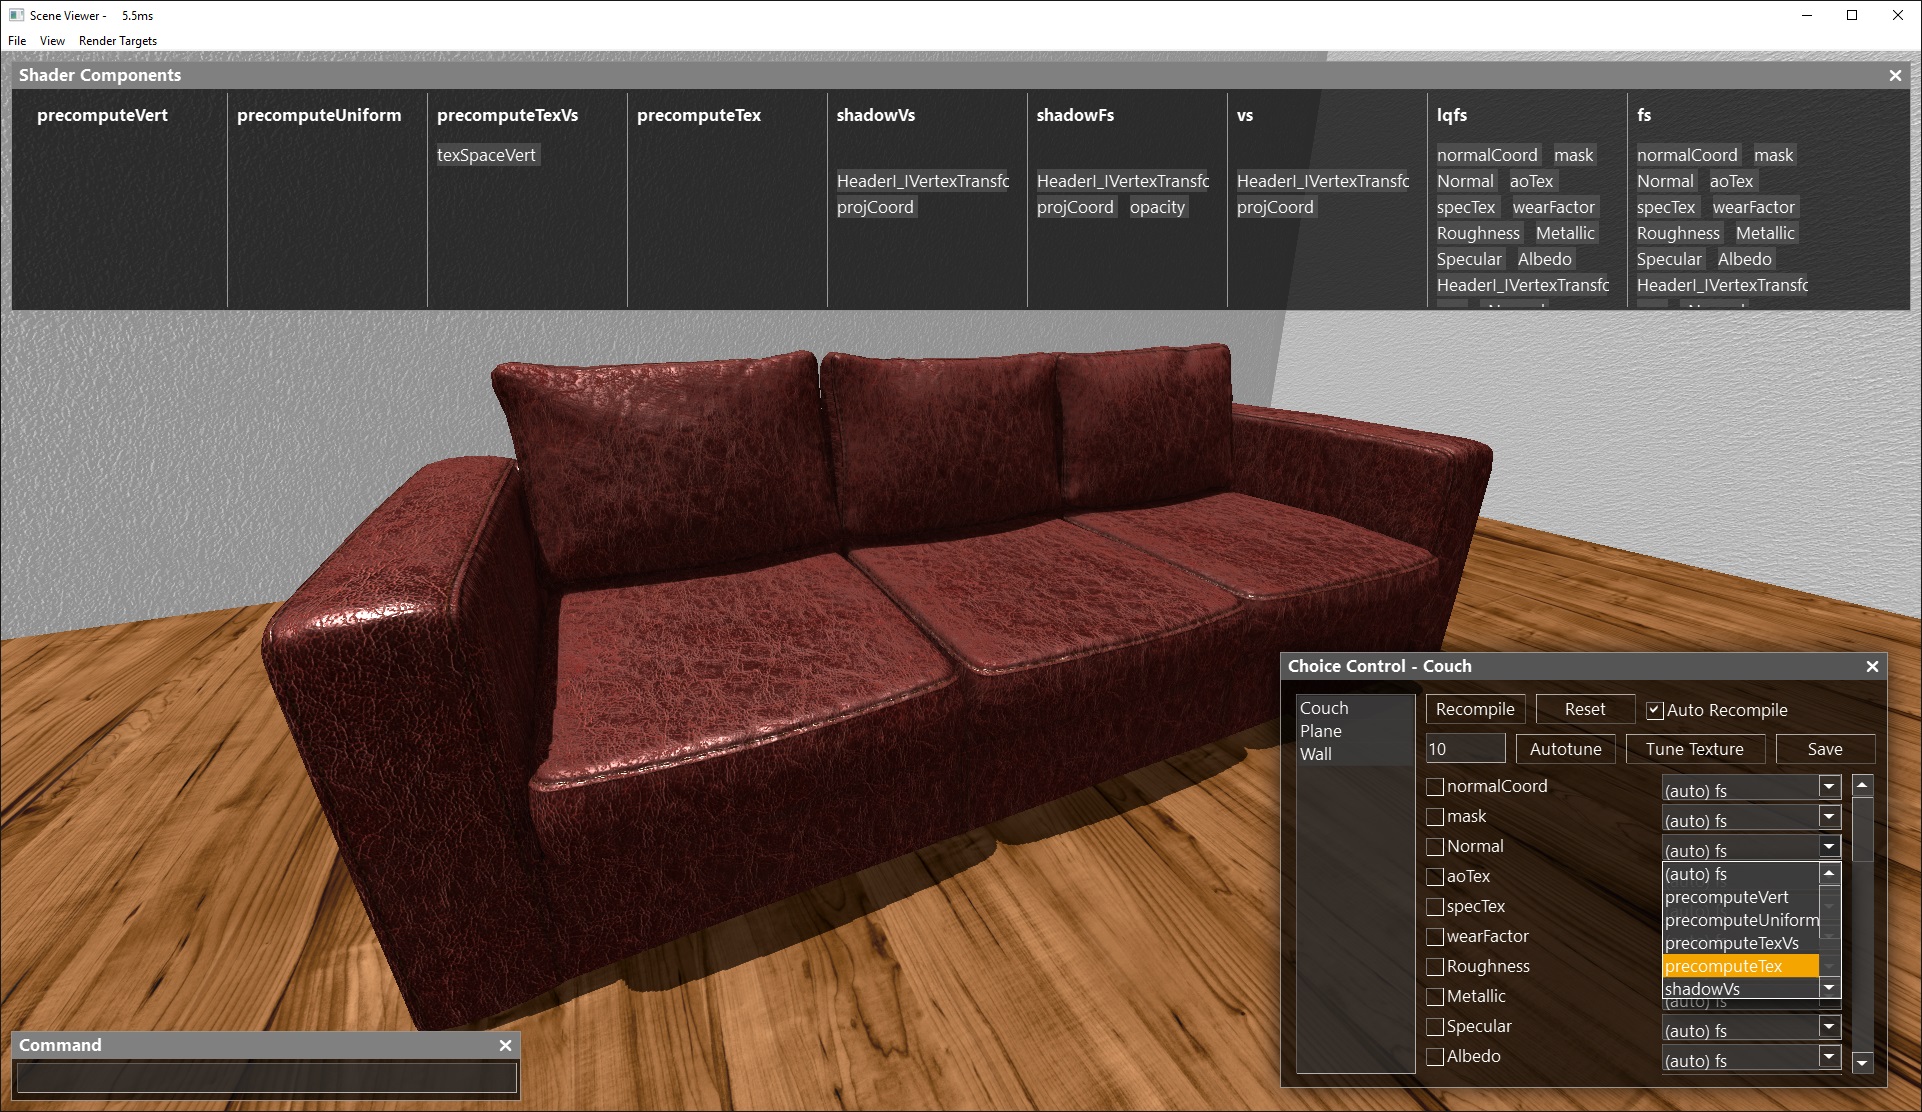 Scene Viewer - 5.5ms
File View Render Targets
Shader Components
precomputeVert precomputeUniform precomputeTexVs precomputeTex shadowVs shadowFs vs lqfs fs
texSpaceVert normalCoord mask normalCoord mask
HeaderI_IVertexTransfc HeaderI_IVertexTransfc HeaderI_IVertexTransfc Normal aoTex Normal aoTex
projCoord projCoord opacity projCoord specTex wearFactor specTex wearFactor
Roughness Metallic Roughness Metallic
Specular Albedo Specular Albedo
HeaderI_IVertexTransfc HeaderI_IVertexTransfc
Choice Control - Couch
Couch Recompile Reset Auto Recompile
Plane
Wall 10 Autotune Tune Texture Save
normalCoord (auto) fs
mask (auto) fs
Normal (auto) fs
aoTex (auto) fs
precomputeVert
specTex precomputeUniform
wearFactor precomputeTexVs
Roughness precomputeTex
Metallic shadowVs
(auto) fs
Specular (auto) fs
Albedo (auto) fs
Command